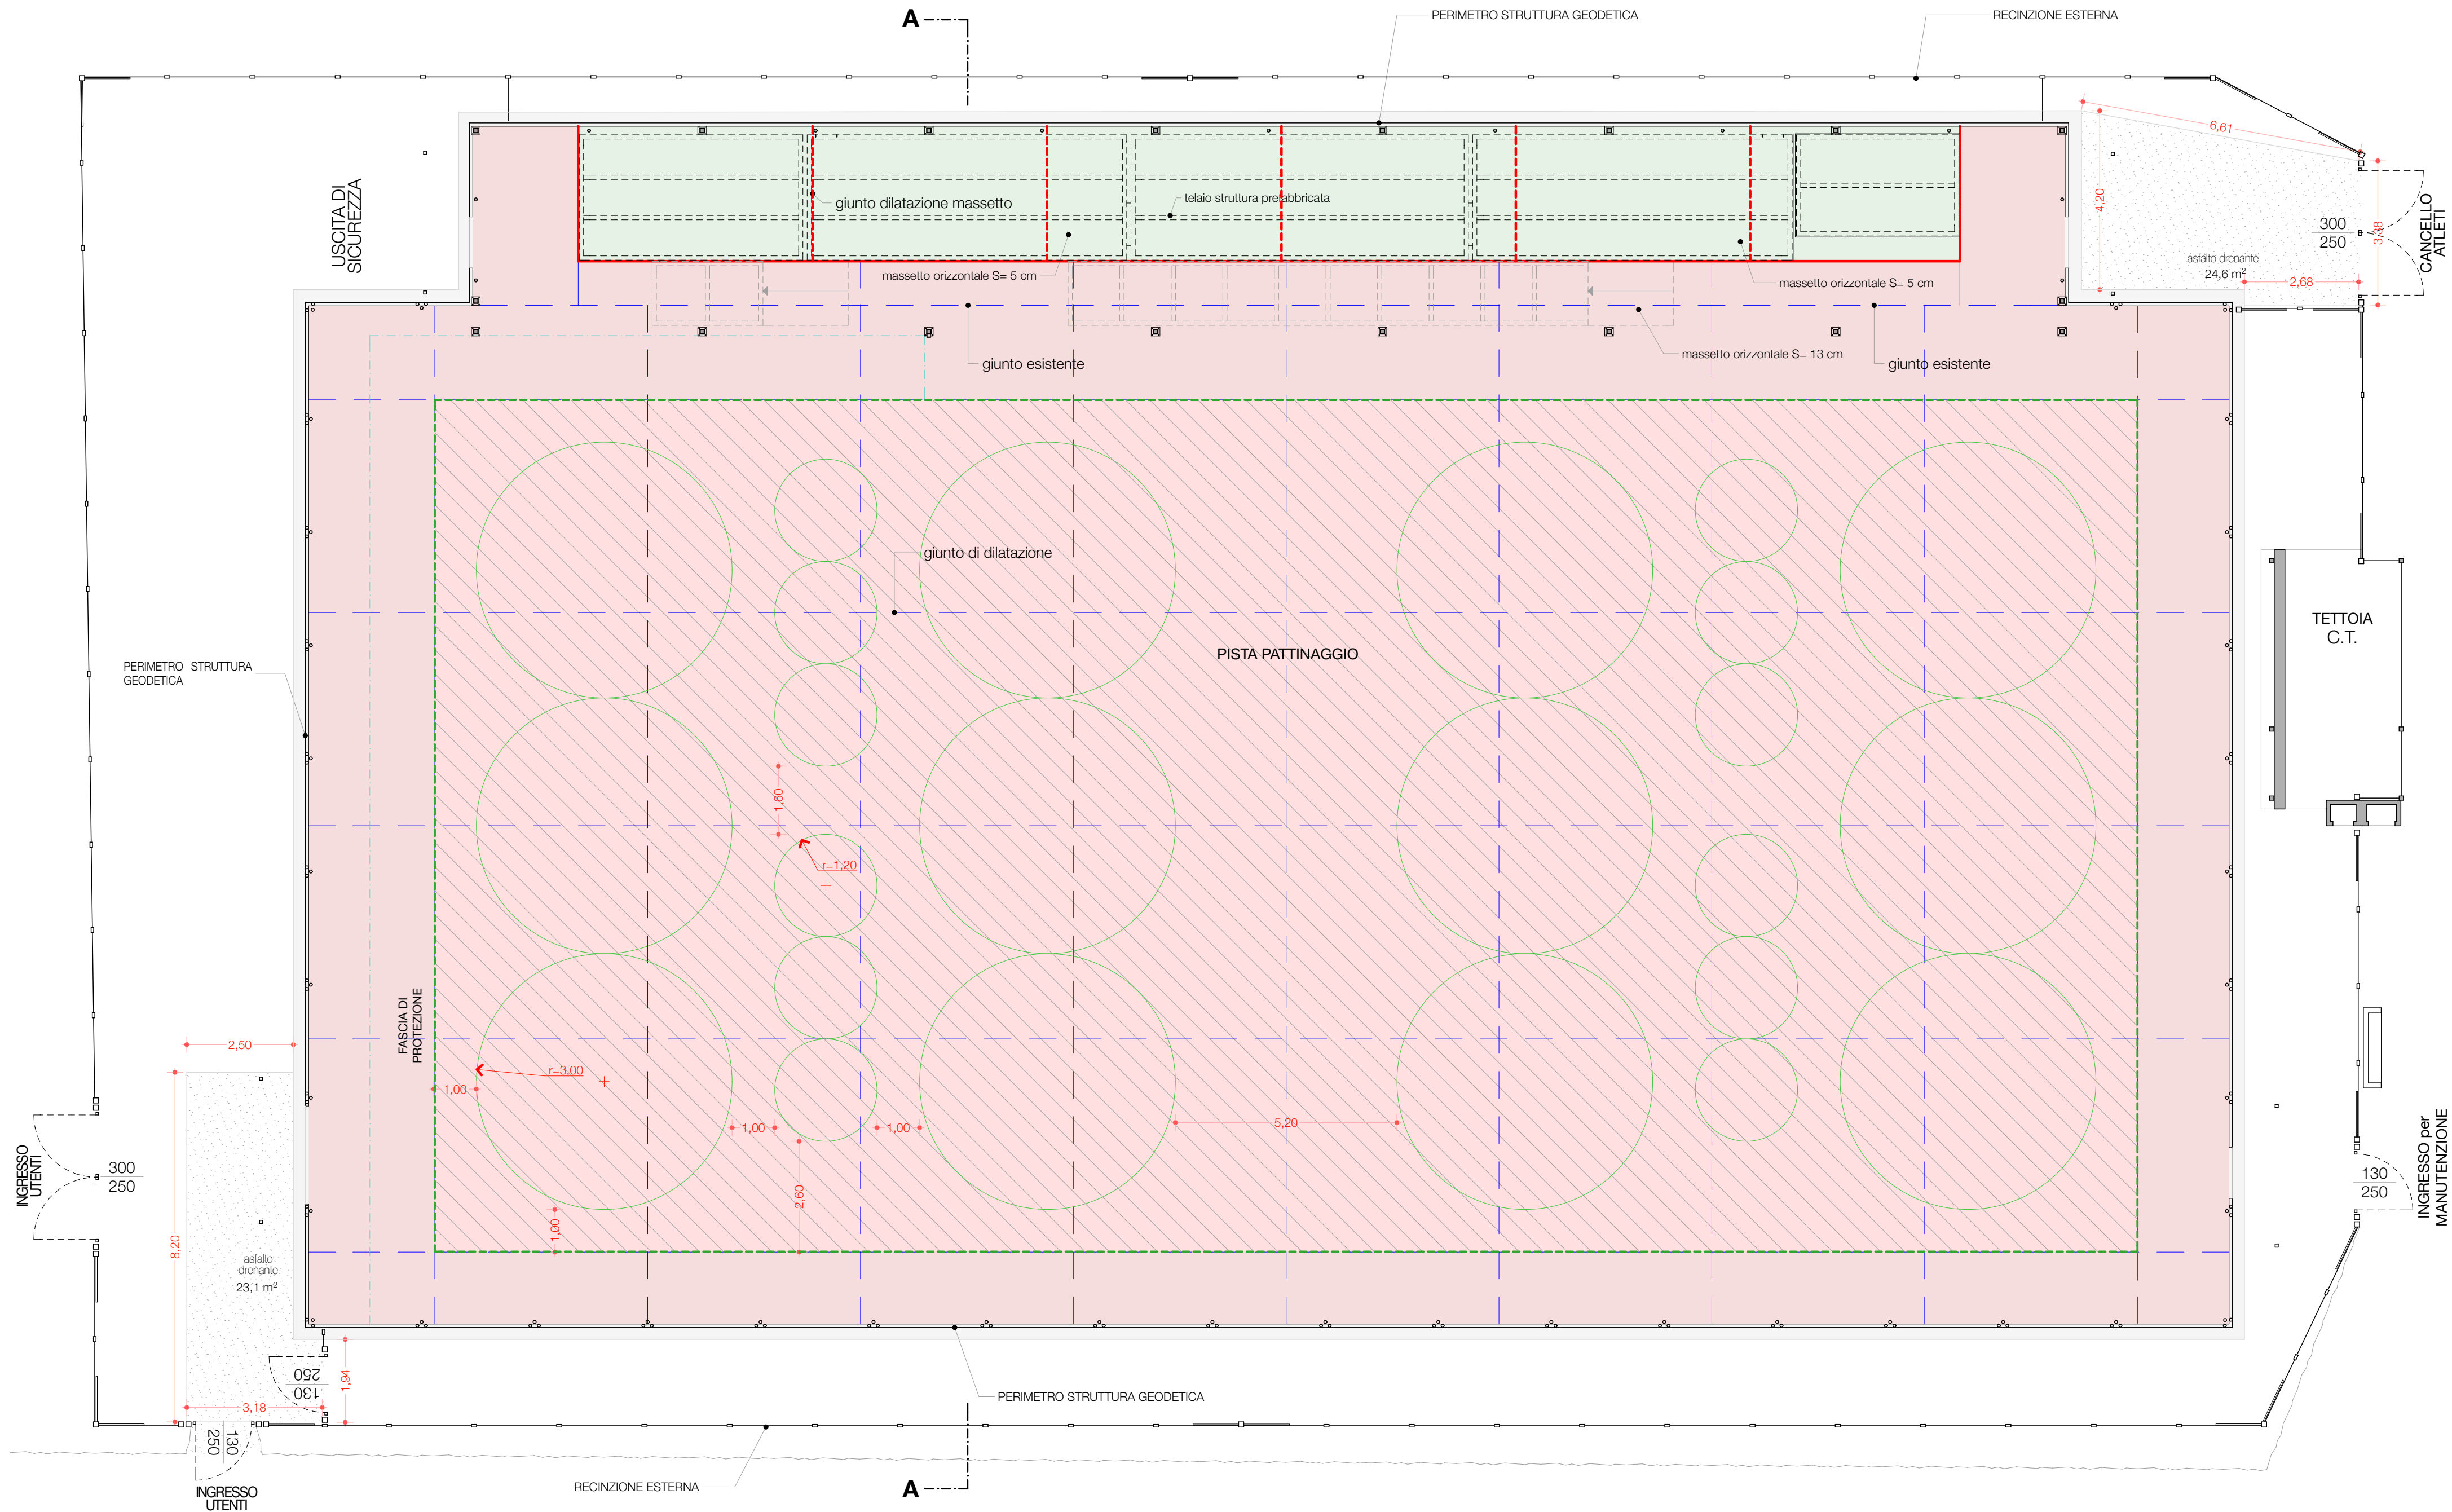 A
PERIMETRO STRUTTURA GEODETICA
RECINZIONE ESTERNA
6,61
USCITA DI
SICUREZZA
giunto dilatazione massetto
telaio struttura prefabbricata
4,20
300
250
3,38
CANCELLO
ATLETI
massetto orizzontale S= 5 cm
massetto orizzontale S= 5 cm
asfalto drenante
24,6 m²
2,68
massetto orizzontale S= 13 cm
giunto esistente
giunto esistente
giunto di dilatazione
TETTOIA
C.T.
PISTA PATTINAGGIO
PERIMETRO STRUTTURA
GEODETICA
1,60
r=1,20
FASCIA DI
PROTEZIONE
2,50
r=3,00
1,00
1,00
1,00
5,20
INGRESSO
UTENTI
300
250
130
250
INGRESSO per
MANUTENZIONE
2,60
1,00
8,20
asfalto
drenante
23,1 m²
130
250
1,94
3,18
PERIMETRO STRUTTURA GEODETICA
130
250
RECINZIONE ESTERNA
A
INGRESSO
UTENTI